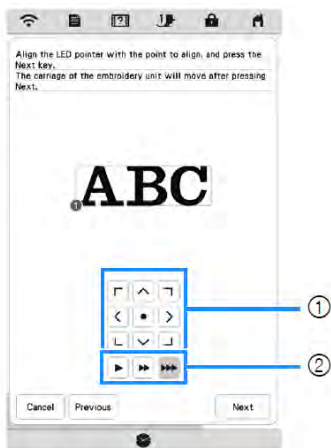 Align the LED pointer with the point to align, and press the
Next key.
The carriage of the embroidery unit will move after pressing
Next.
ABC
1
1
2
Cancel Previous Next